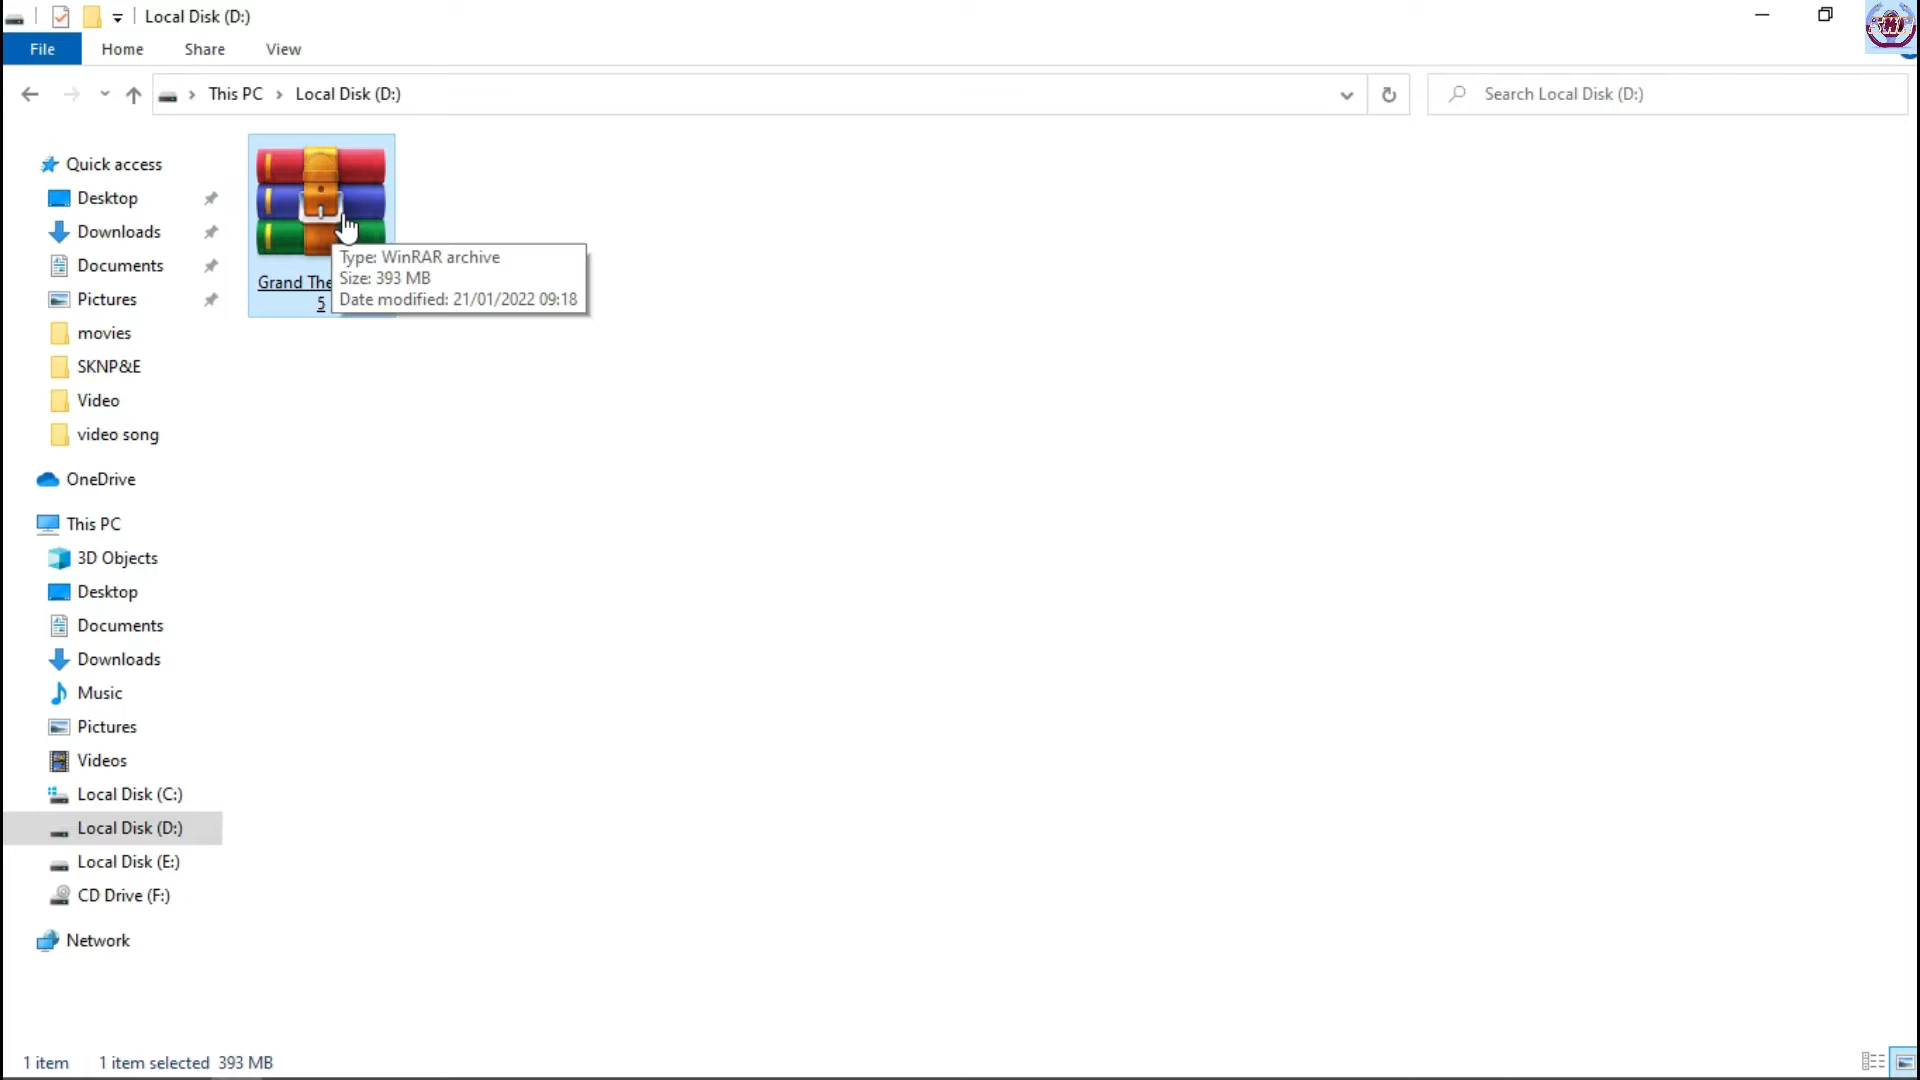 Local Disk (D:)
File Home Share View
This PC Local Disk (D:)
Search Local Disk (D:)
Quick access
Desktop
Downloads
Documents
Pictures
movies
SKNP&E
Video
video song
OneDrive
This PC
3D Objects
Desktop
Documents
Downloads
Music
Pictures
Videos
Local Disk (C:)
Local Disk (D:)
Local Disk (E:)
CD Drive (F:)
Network
Grand The
5
Type: WinRAR archive
Size: 393 MB
Date modified: 21/01/2022 09:18
1 item 1 item selected 393 MB